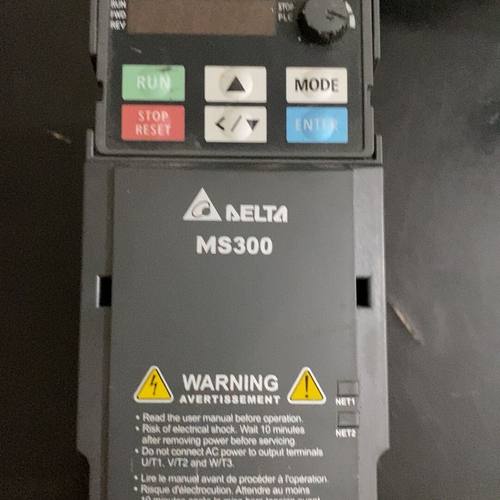 RUN
FWD
REV
STOP
PLC
RUN
MODE
STOP
RESET
ENTER
DELTA
MS300
WARNING
AVERTISSEMENT
NET1
NET2
• Read the user manual before operation.
• Risk of electrical shock. Wait 10 minutes
after removing power before servicing
• Do not connect AC power to output terminals
U/T1, V/T2 and W/T3.
• Lire le manuel avant de procéder à l'opération.
• Risque d'électrocution. Attendre au moins